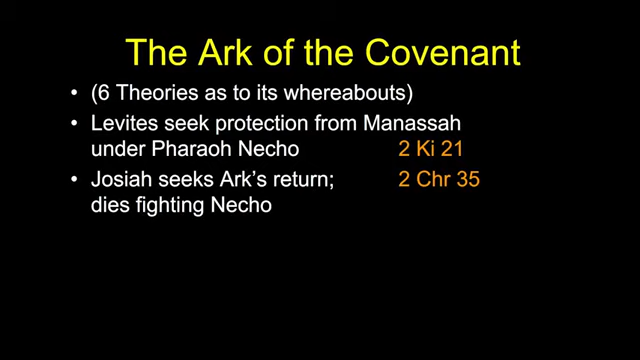 The Ark of the Covenant
• (6 Theories as to its whereabouts)
• Levites seek protection from Manassah
under Pharaoh Necho 2 Ki 21
• Josiah seeks Ark's return; 2 Chr 35
dies fighting Necho